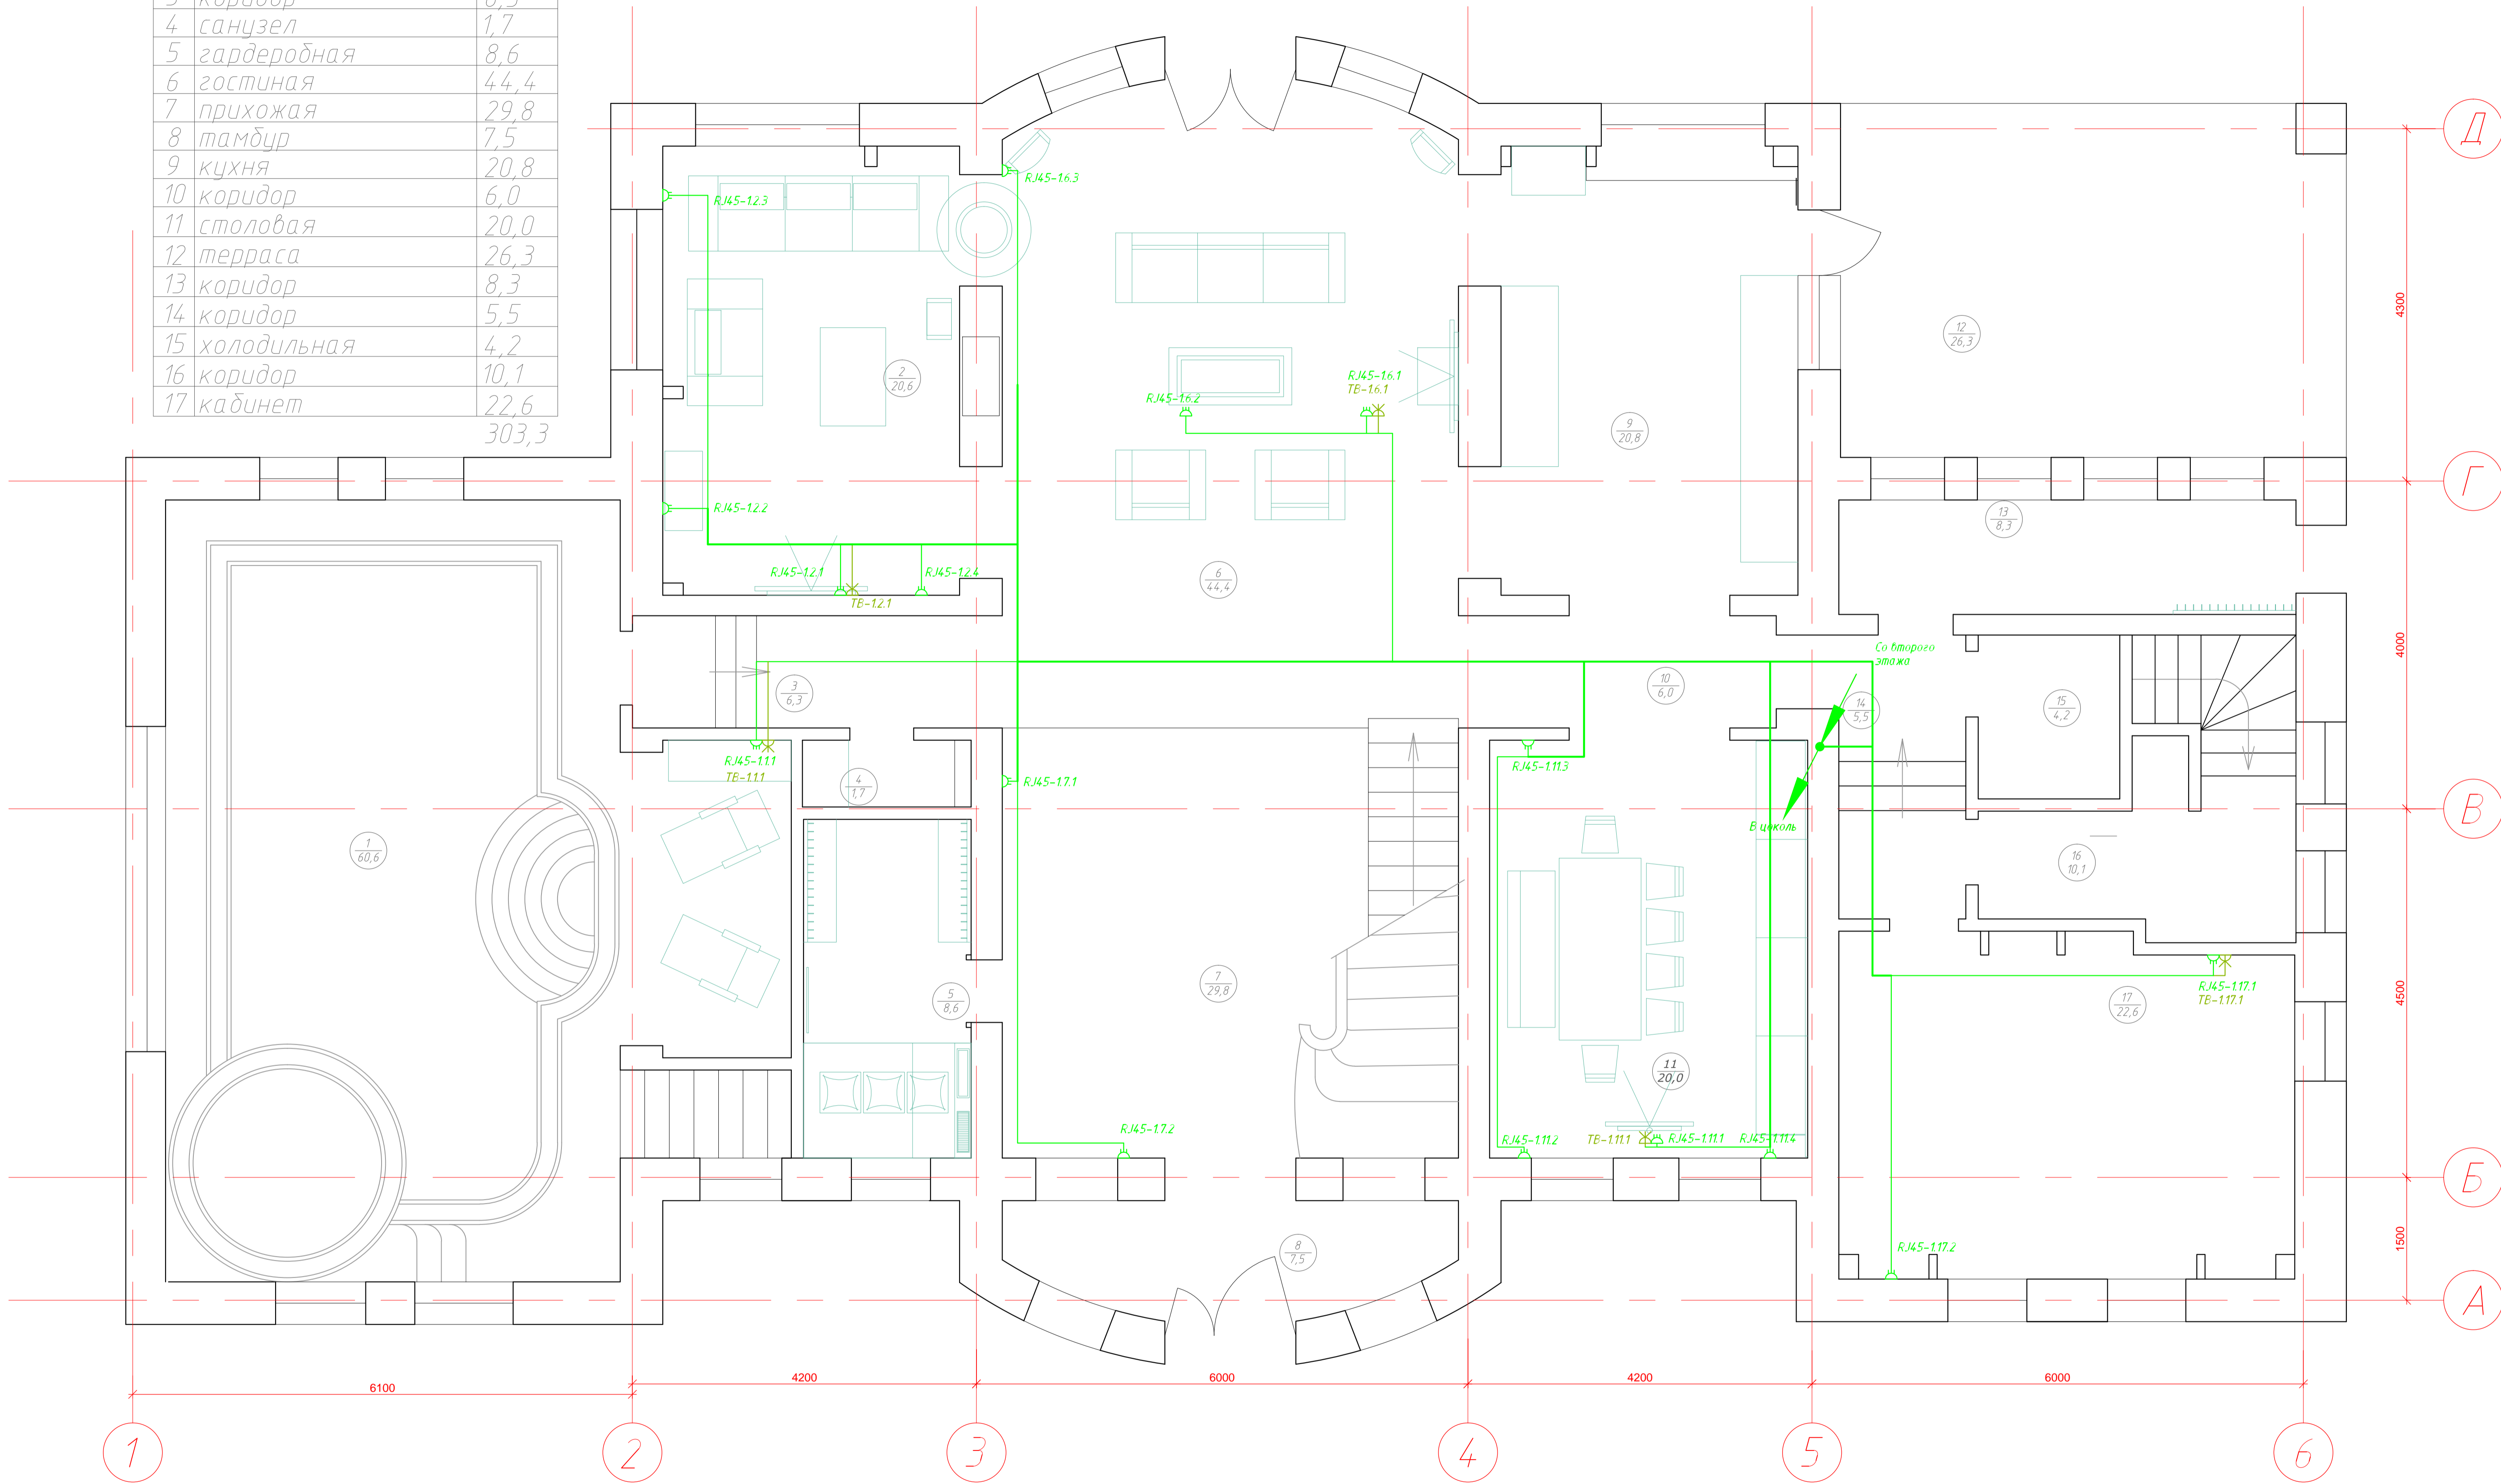 3 коридор 6,3
4 санузел 1,7
5 гардеробная 8,6
6 гостиная 44,4
7 прихожая 29,8
8 тамбур 7,5
9 кухня 20,8
10 коридор 6,0
11 столовая 20,0
12 терраса 26,3
13 коридор 8,3
14 коридор 5,5
15 холодильная 4,2
16 коридор 10,1
17 кабинет 22,6
303,3
Д
RJ45-1.6.3
RJ45-1.2.3
4300
12
26,3
2
20,6
RJ45-1.6.1
ТВ-1.6.1
RJ45-1.6.2
9
20,8
Г
RJ45-1.2.2
13
8,3
RJ45-1.2.1
RJ45-1.2.4
ТВ-1.2.1
6
44,4
4000
Со второго
этажа
3
6,3
10
6,0
14
5,5
15
4,2
RJ45-1.1.1
ТВ-1.1.1
4
1,7
RJ45-1.7.1
RJ45-1.11.3
В
В цоколь
1
60,6
16
10,1
7
29,8
5
8,6
RJ45-1.17.1
ТВ-1.17.1
17
22,6
4500
11
20,0
RJ45-1.7.2
RJ45-1.11.2
ТВ-1.11.1
RJ45-1.11.1
RJ45-1.11.4
Б
8
7,5
RJ45-1.17.2
1500
А
6100
4200
6000
4200
6000
1
2
3
4
5
6